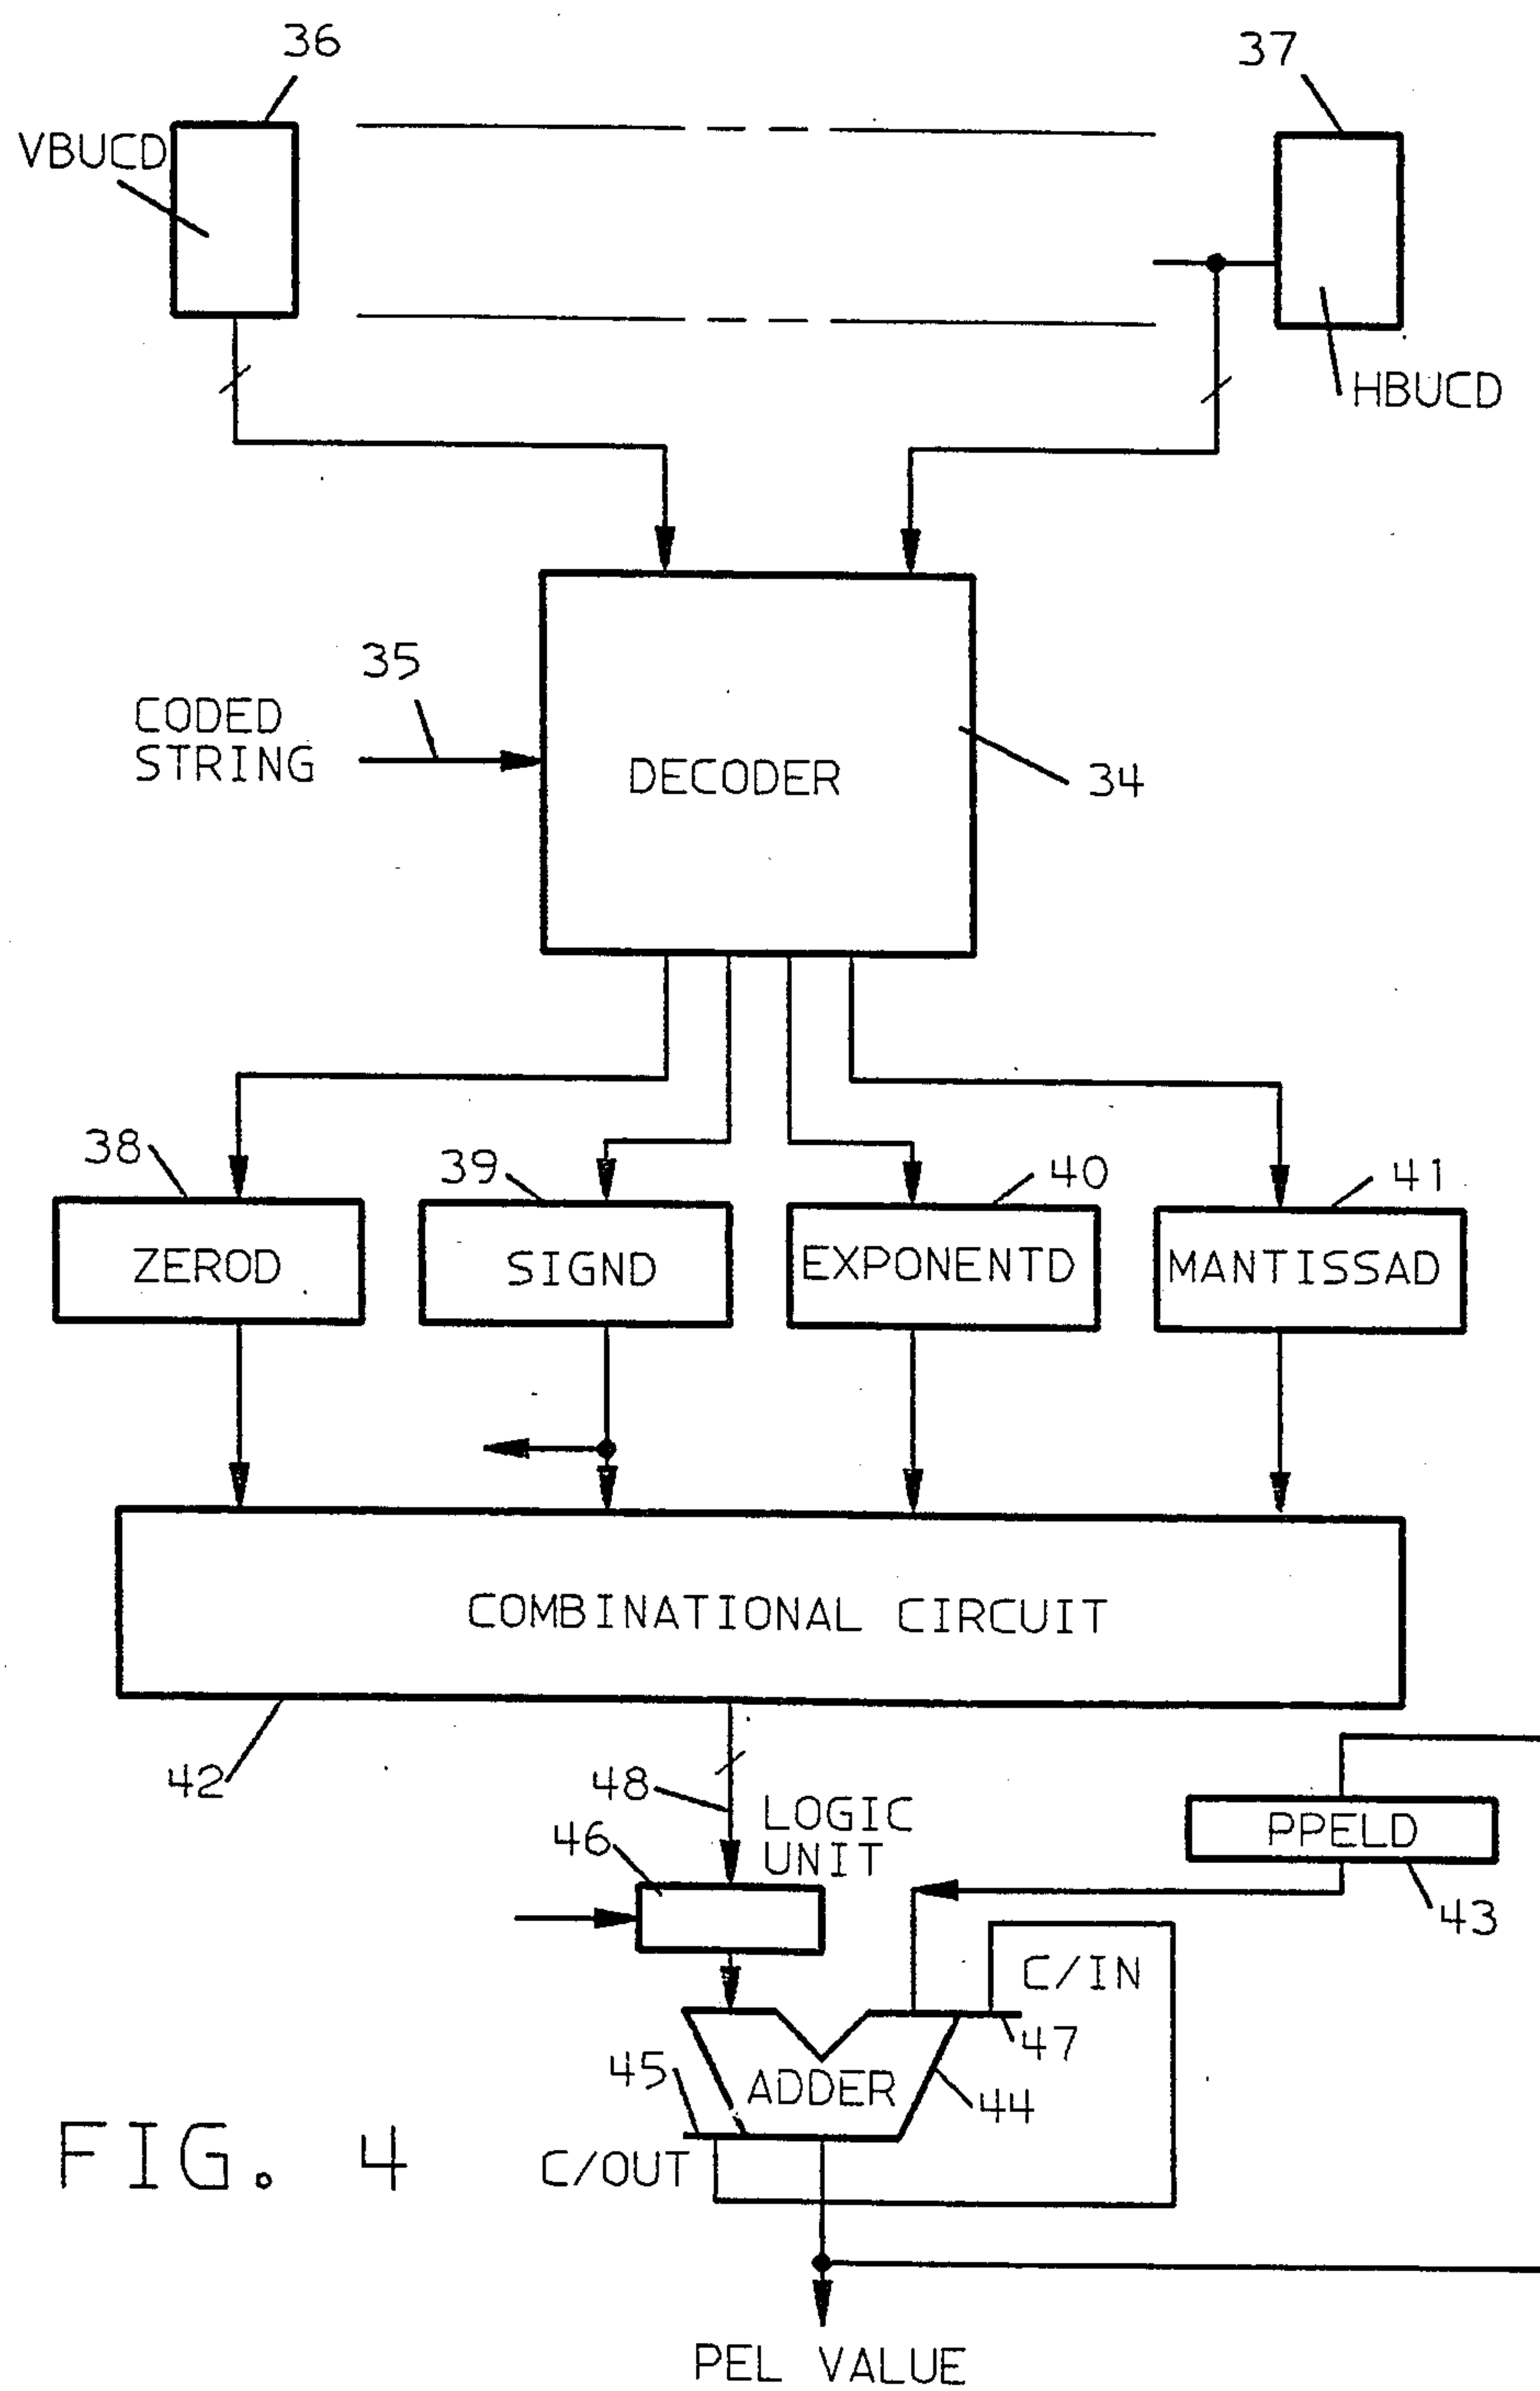 36
37
VBUCD
HBUCD
35
CODED
STRING
DECODER
34
38
39
40
41
ZEROD
SIGND
EXPONENTD
MANTISSAD
COMBINATIONAL CIRCUIT
42
48
LOGIC
UNIT
46
PPELD
43
C/IN
47
45
ADDER
44
C/OUT
FIG. 4
PEL VALUE